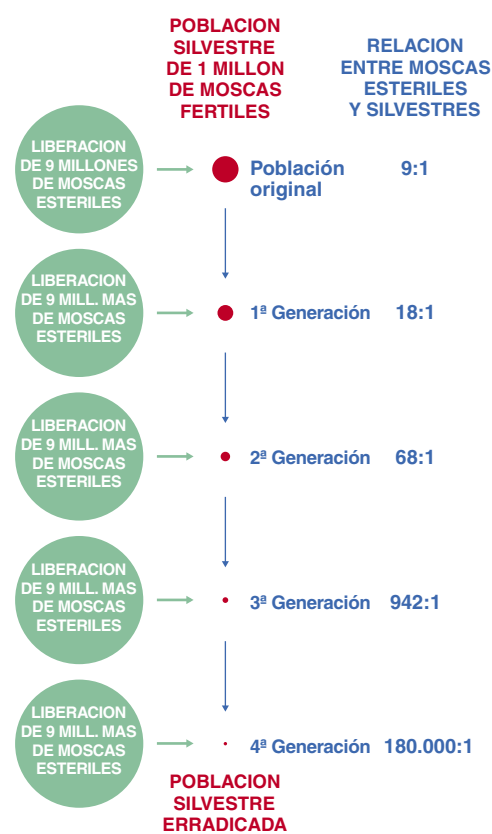 POBLACION
SILVESTRE
DE 1 MILLON
DE MOSCAS
FERTILES
RELACION
ENTRE MOSCAS
ESTERILES
Y SILVESTRES
LIBERACION
DE 9 MILLONES
DE MOSCAS
ESTERILES
Población
original
9:1
LIBERACION
DE 9 MILL. MAS
DE MOSCAS
ESTERILES
1ª Generación
18:1
LIBERACION
DE 9 MILL. MAS
DE MOSCAS
ESTERILES
2ª Generación
68:1
LIBERACION
DE 9 MILL. MAS
DE MOSCAS
ESTERILES
3ª Generación
942:1
LIBERACION
DE 9 MILL. MAS
DE MOSCAS
ESTERILES
4ª Generación
180.000:1
POBLACION
SILVESTRE
ERRADICADA